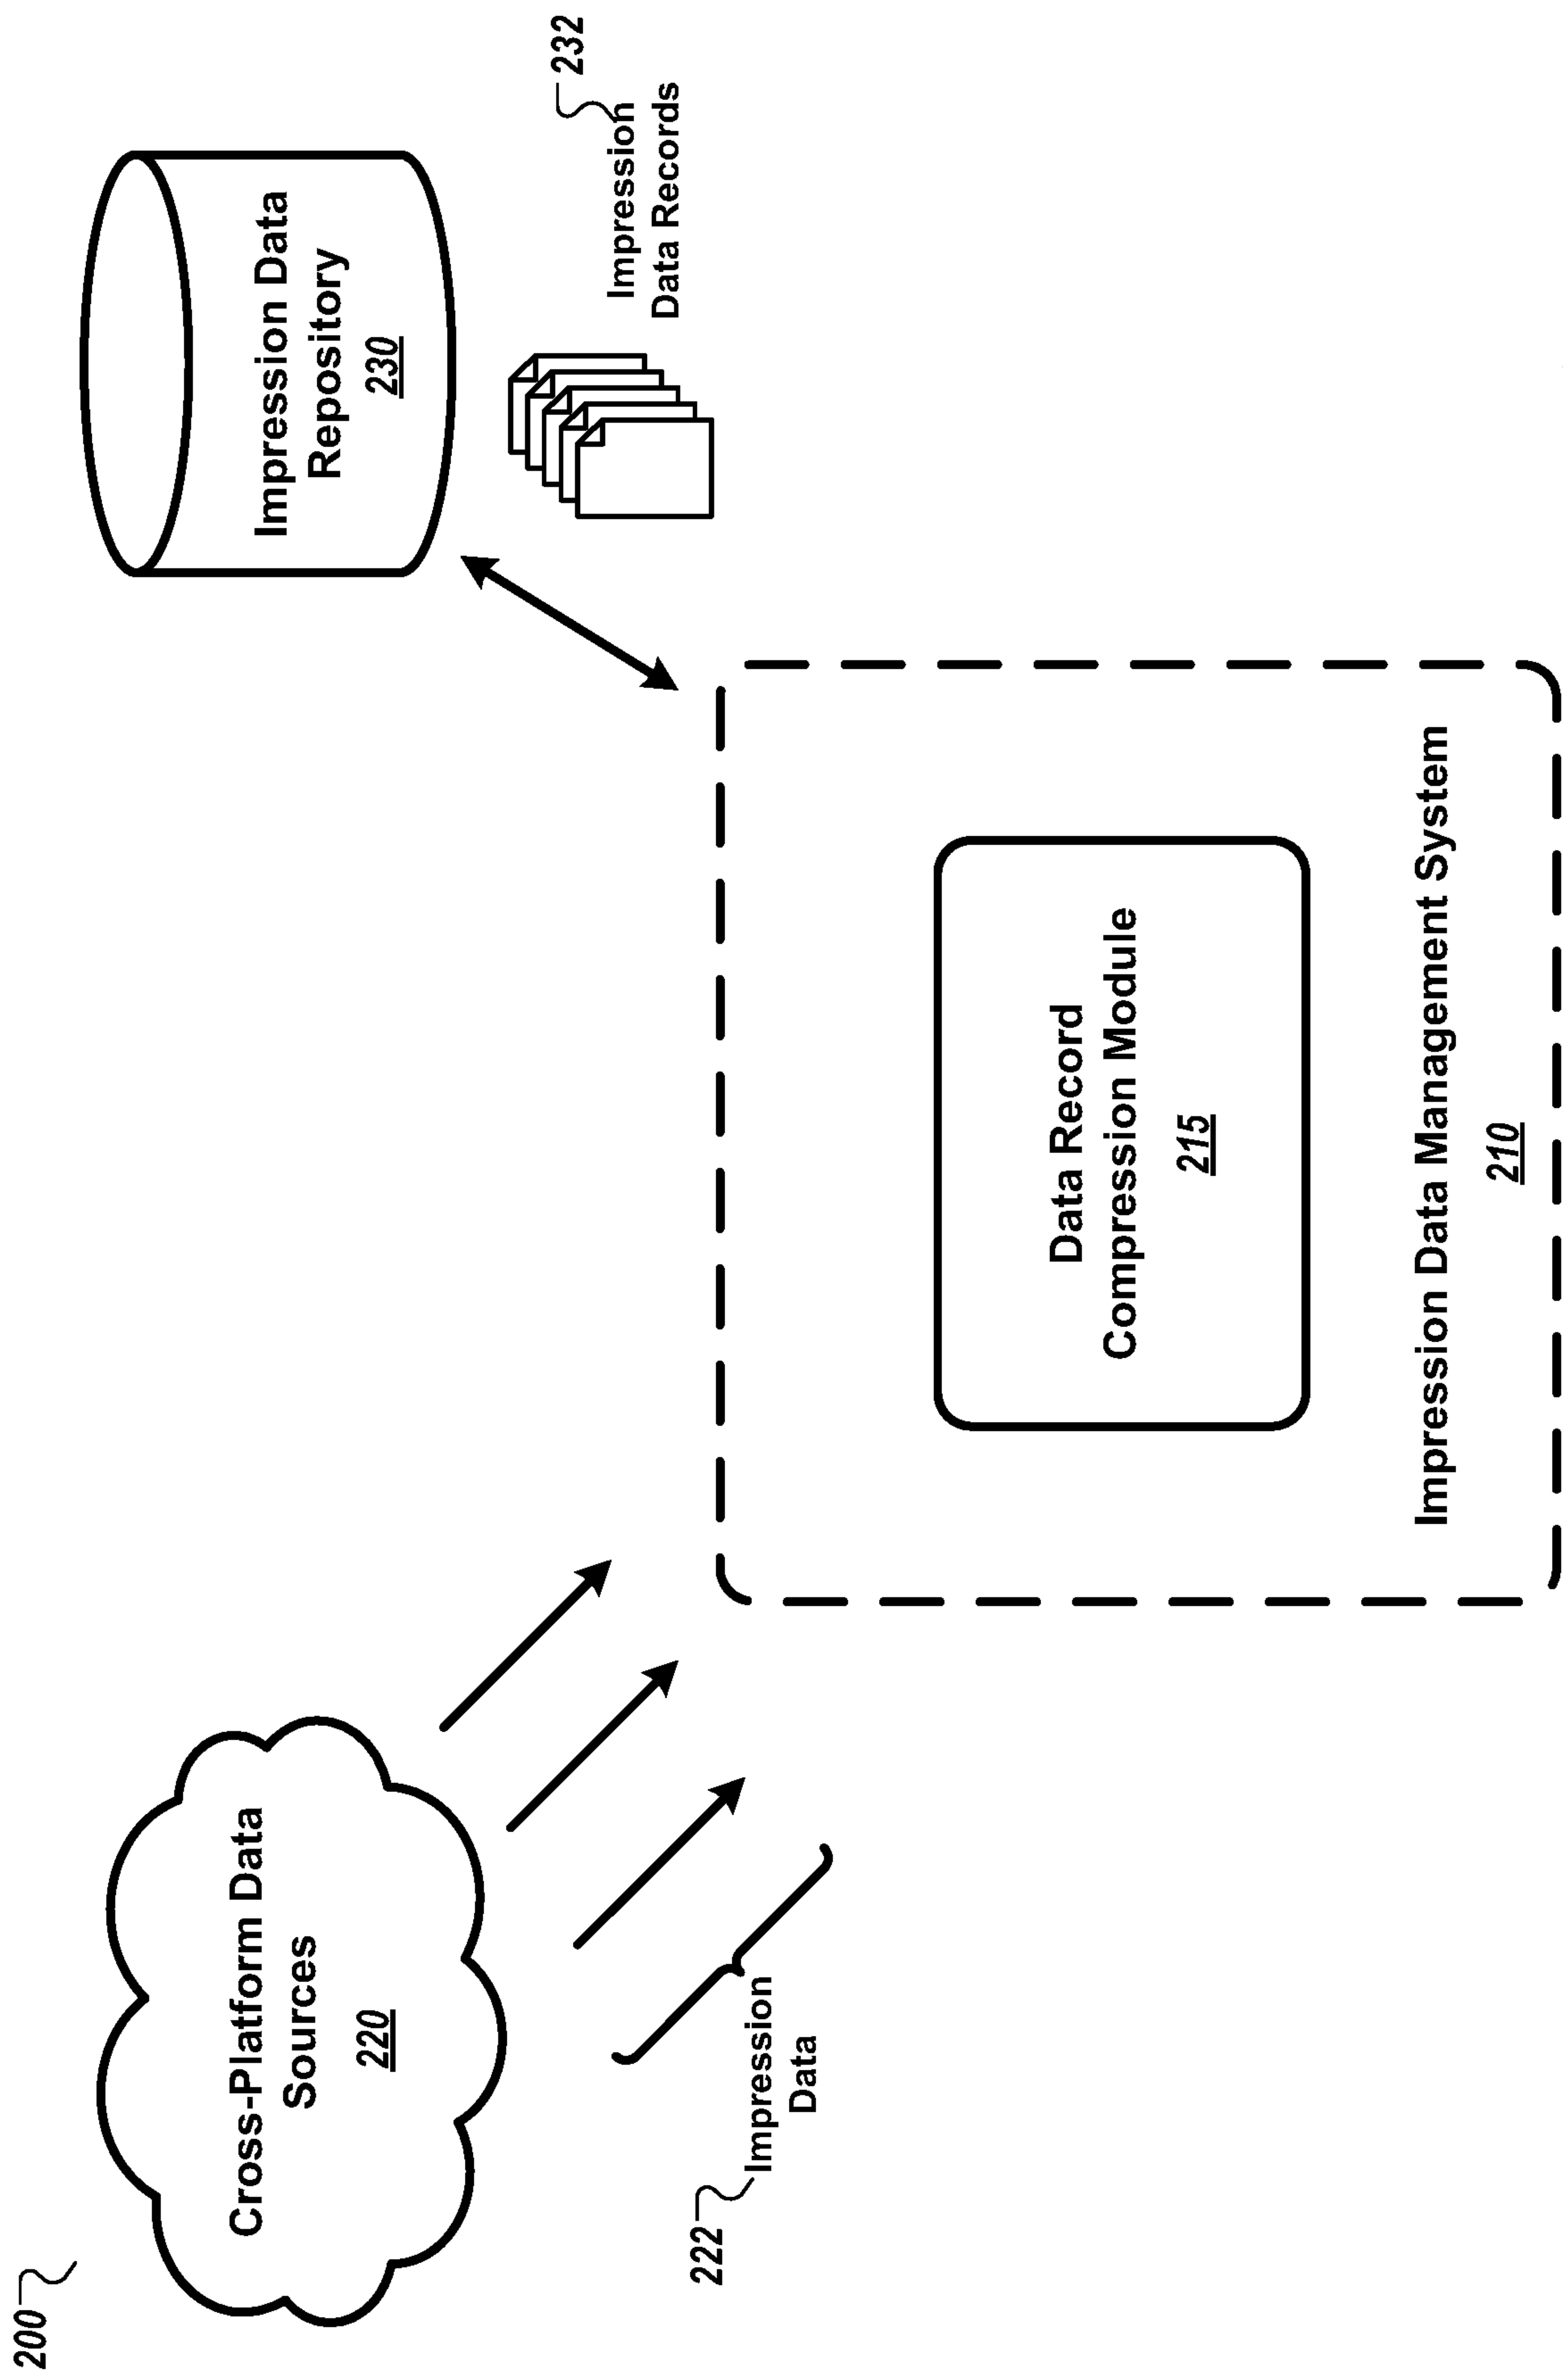 200
Cross-Platform Data
Sources
220
222
Impression
Data
Impression Data
Repository
230
232
Impression
Data Records
Data Record
Compression Module
215
Impression Data Management System
210